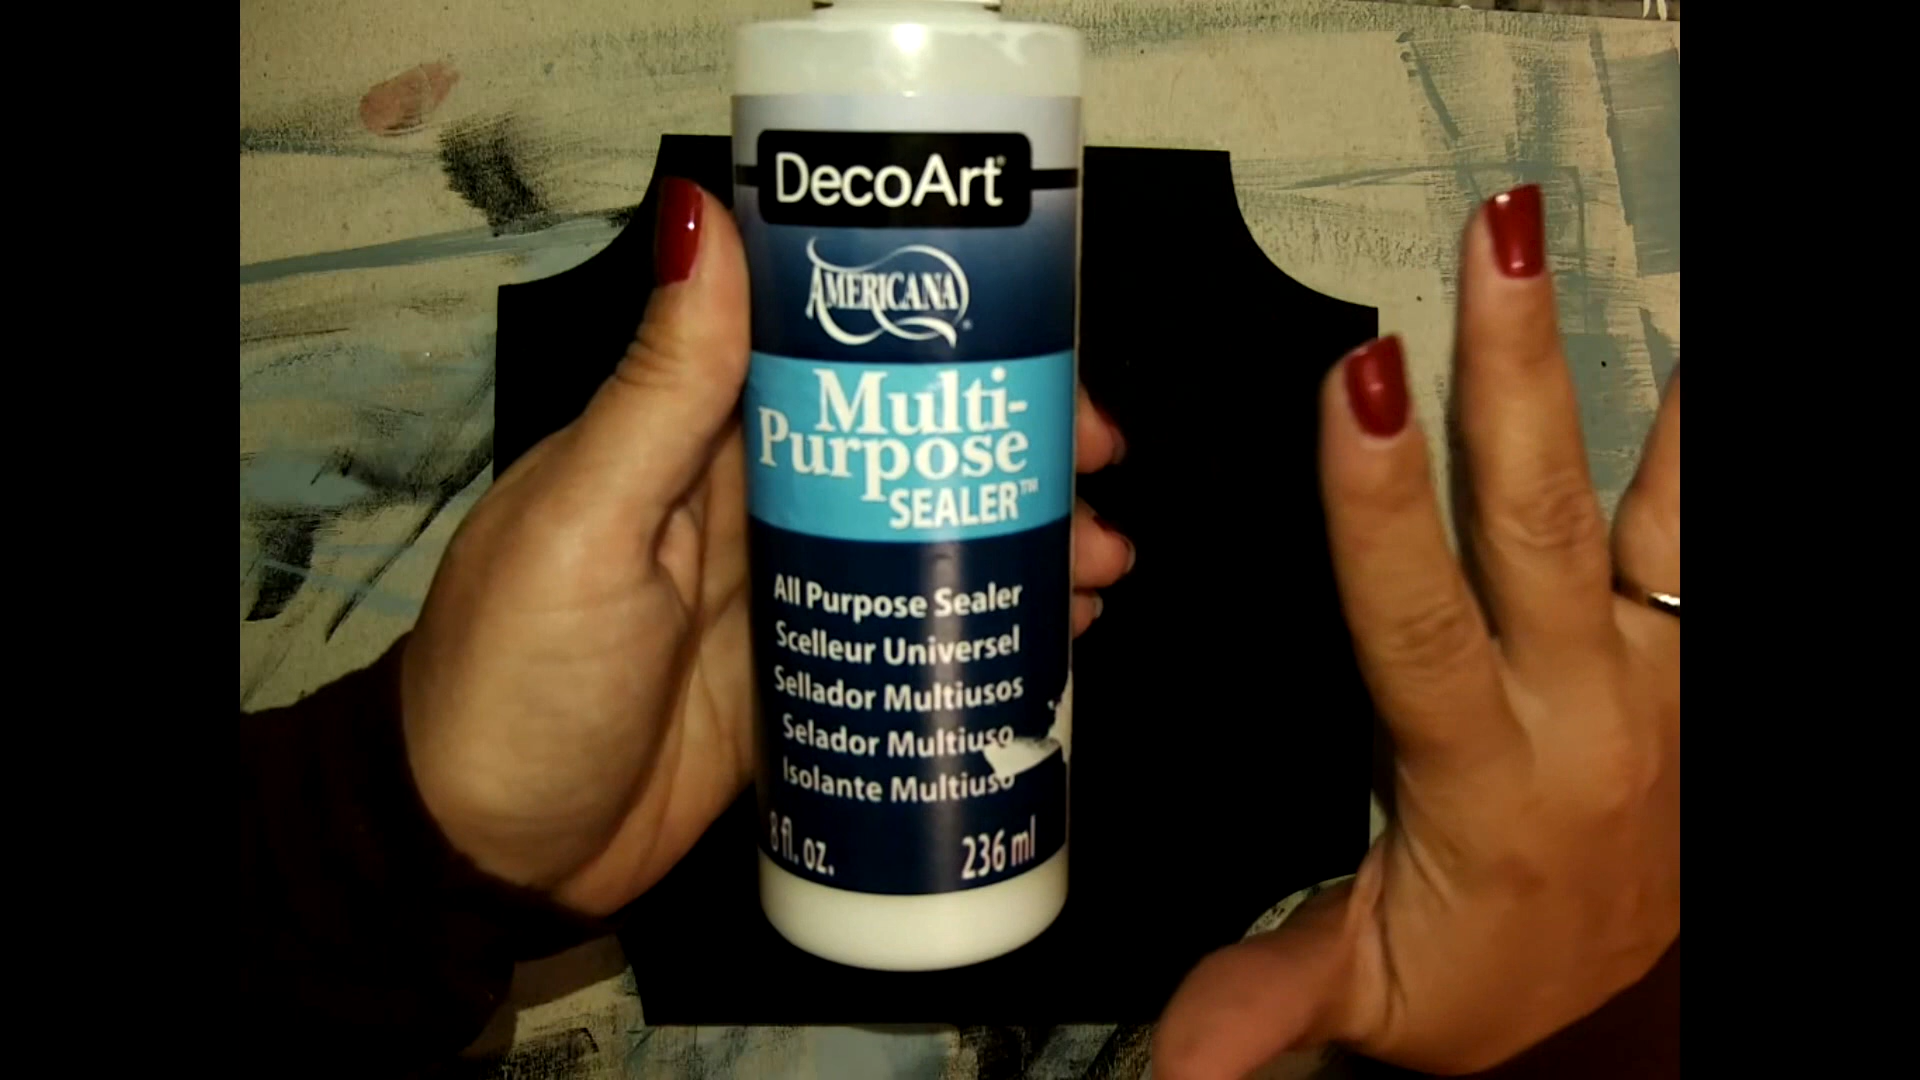 DecoArt®
AMERICANA®
Multi-
Purpose
SEALER™
All Purpose Sealer
Scelleur Universel
Sellador Multiusos
Selador Multiuso
Isolante Multiuso
8 fl. oz. 236 ml